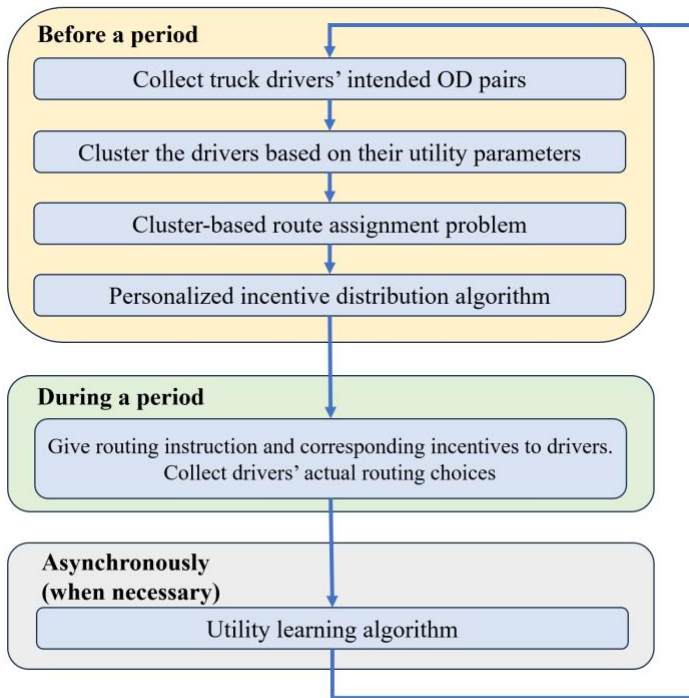 Before a period
Collect truck drivers' intended OD pairs
Cluster the drivers based on their utility parameters
Cluster-based route assignment problem
Personalized incentive distribution algorithm
During a period
Give routing instruction and corresponding incentives to drivers.
Collect drivers' actual routing choices
Asynchronously
(when necessary)
Utility learning algorithm